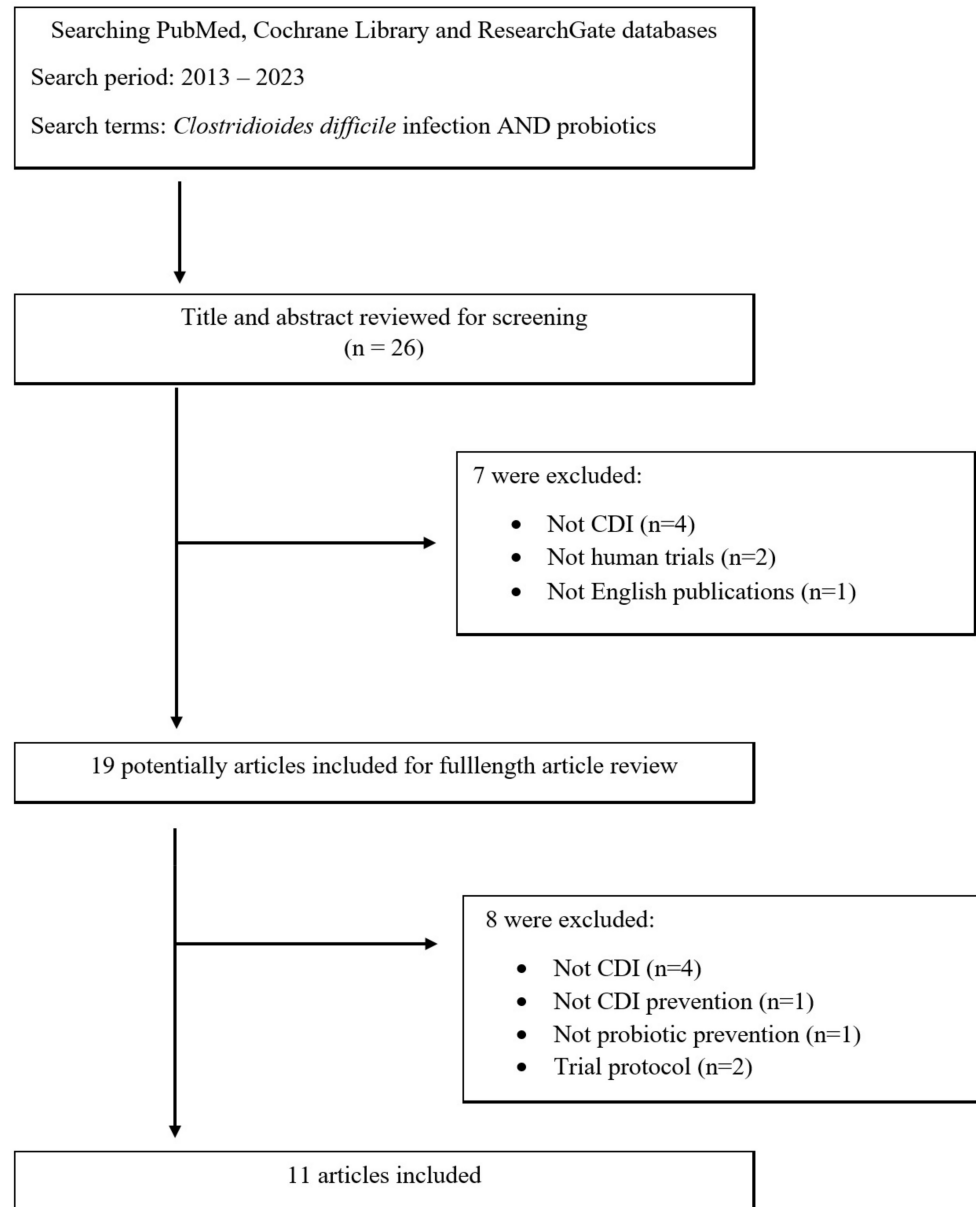 Searching PubMed, Cochrane Library and ResearchGate databases
Search period: 2013 – 2023
Search terms: Clostridioides difficile infection AND probiotics
Title and abstract reviewed for screening
(n = 26)
7 were excluded:
• Not CDI (n=4)
• Not human trials (n=2)
• Not English publications (n=1)
19 potentially articles included for fulllength article review
8 were excluded:
• Not CDI (n=4)
• Not CDI prevention (n=1)
• Not probiotic prevention (n=1)
• Trial protocol (n=2)
11 articles included